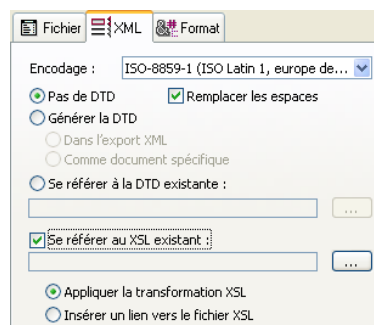 Fichier XML Format
Encodage : ISO-8859-1 (ISO Latin 1, europe de...
Pas de DTD Remplacer les espaces
Générer la DTD
Dans l'export XML
Comme document spécifique
Se référer à la DTD existante :
...
Se référer au XSL existant :
...
Appliquer la transformation XSL
Insérer un lien vers le fichier XSL